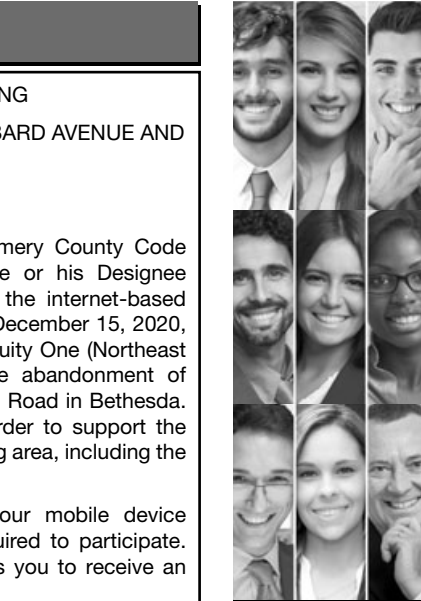 NG
BARD AVENUE AND
mery County Code
e or his Designee
the internet-based
December 15, 2020,
uity One (Northeast
e abandonment of
Road in Bethesda.
rder to support the
g area, including the
our mobile device
uired to participate.
s you to receive an